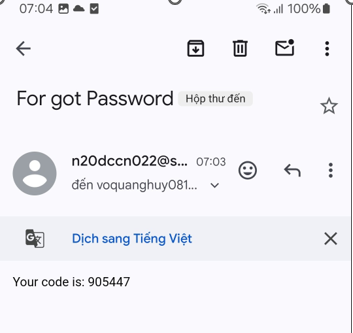 07:04 100%
For got Password Hộp thư đến
n20dccn022@s... 07:03
đến voquanghuy081...
Dịch sang Tiếng Việt
Your code is: 905447